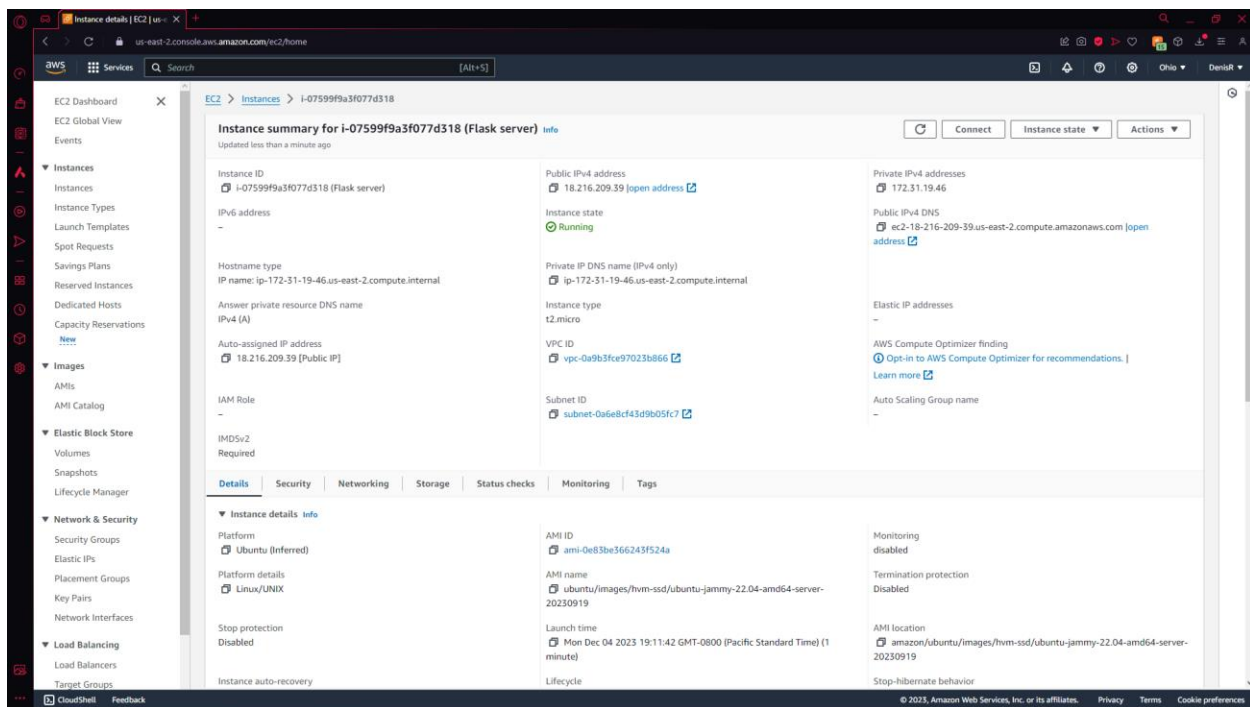 Instance details | EC2 | us-e
us-east-2.console.aws.amazon.com/ec2/home
aws
Services
Search
[Alt+S]
Ohio
DenisR
EC2 Dashboard
EC2 Global View
Events
Instances
Instances
Instance Types
Launch Templates
Spot Requests
Savings Plans
Reserved Instances
Dedicated Hosts
Capacity Reservations
New
Images
AMIs
AMI Catalog
Elastic Block Store
Volumes
Snapshots
Lifecycle Manager
Network & Security
Security Groups
Elastic IPs
Placement Groups
Key Pairs
Network Interfaces
Load Balancing
Load Balancers
Target Groups
EC2 > Instances > i-07599f9a3f077d318
Instance summary for i-07599f9a3f077d318 (Flask server) Info
Updated less than a minute ago
Connect
Instance state
Actions
Instance ID
i-07599f9a3f077d318 (Flask server)
Public IPv4 address
18.216.209.39 |open address
Private IPv4 addresses
172.31.19.46
IPv6 address
–
Instance state
Running
Public IPv4 DNS
ec2-18-216-209-39.us-east-2.compute.amazonaws.com |open
address
Hostname type
IP name: ip-172-31-19-46.us-east-2.compute.internal
Private IP DNS name (IPv4 only)
ip-172-31-19-46.us-east-2.compute.internal
Answer private resource DNS name
IPv4 (A)
Instance type
t2.micro
Elastic IP addresses
–
Auto-assigned IP address
18.216.209.39 [Public IP]
VPC ID
vpc-0a9b3fce97023b866
AWS Compute Optimizer finding
Opt-in to AWS Compute Optimizer for recommendations. |
Learn more
IAM Role
–
Subnet ID
subnet-0a6e8cf43d9b05fc7
Auto Scaling Group name
–
IMDSv2
Required
Details
Security
Networking
Storage
Status checks
Monitoring
Tags
Instance details Info
Platform
Ubuntu (Inferred)
AMI ID
ami-0e83be366243f524a
Monitoring
disabled
Platform details
Linux/UNIX
AMI name
ubuntu/images/hvm-ssd/ubuntu-jammy-22.04-amd64-server-
20230919
Termination protection
Disabled
Stop protection
Disabled
Launch time
Mon Dec 04 2023 19:11:42 GMT-0800 (Pacific Standard Time) (1
minute)
AMI location
amazon/ubuntu/images/hvm-ssd/ubuntu-jammy-22.04-amd64-server-
20230919
Instance auto-recovery
Lifecycle
Stop-hibernate behavior
CloudShell
Feedback
© 2023, Amazon Web Services, Inc. or its affiliates.
Privacy
Terms
Cookie preferences